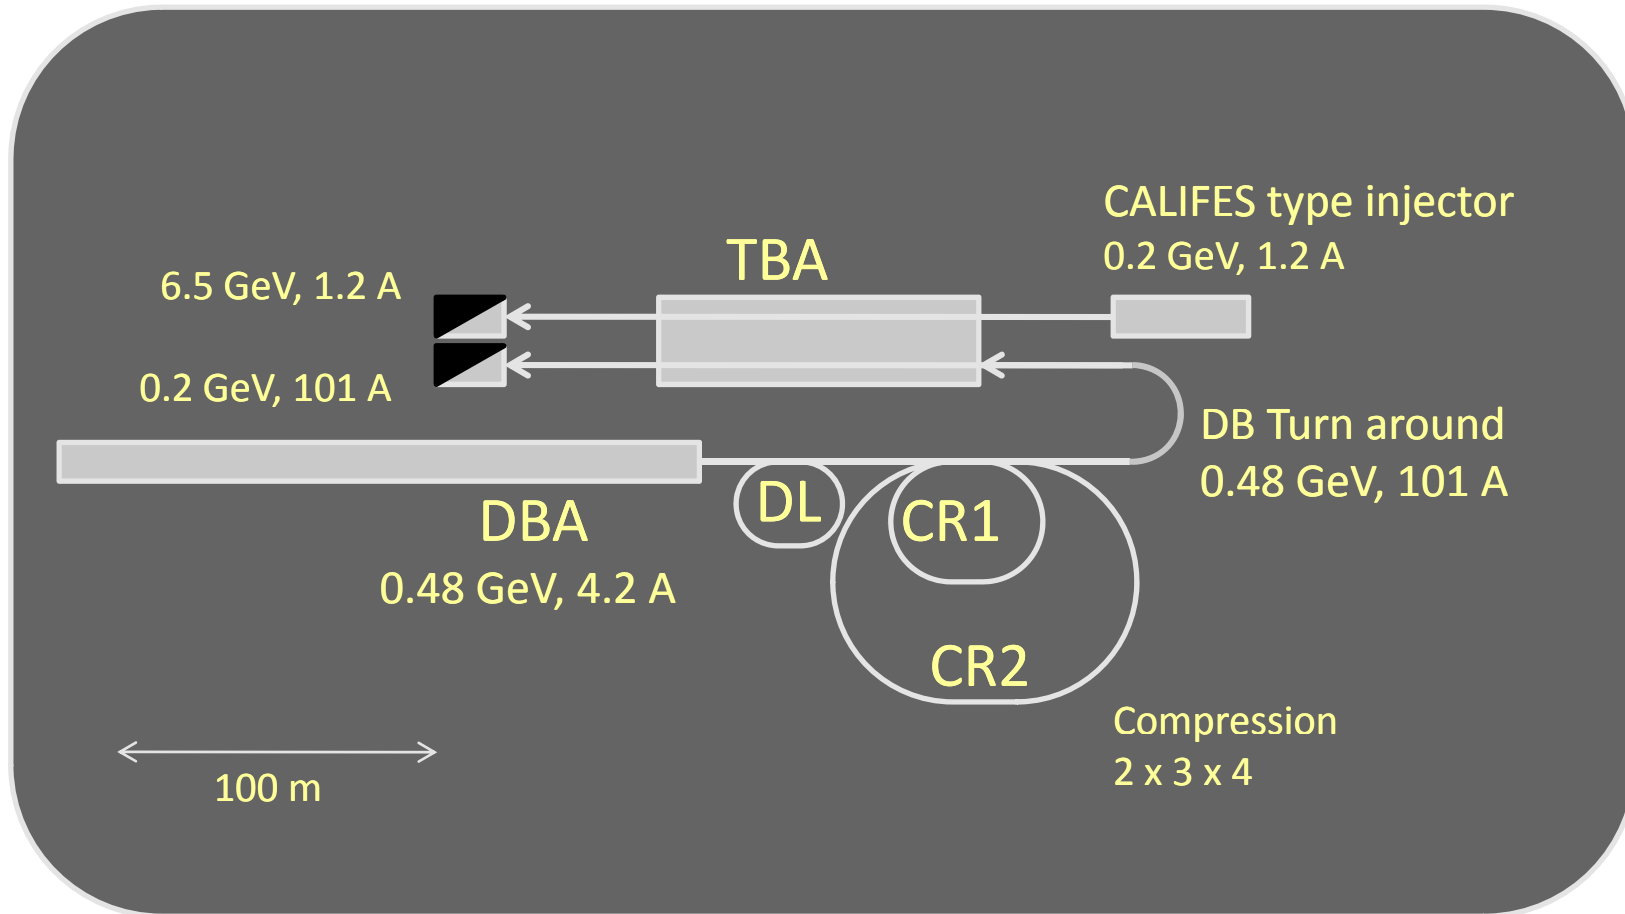 CALIFES type injector
0.2 GeV, 1.2 A
TBA
6.5 GeV, 1.2 A
0.2 GeV, 101 A
DB Turn around
0.48 GeV, 101 A
DL
CR1
DBA
0.48 GeV, 4.2 A
CR2
Compression
2 x 3 x 4
100 m